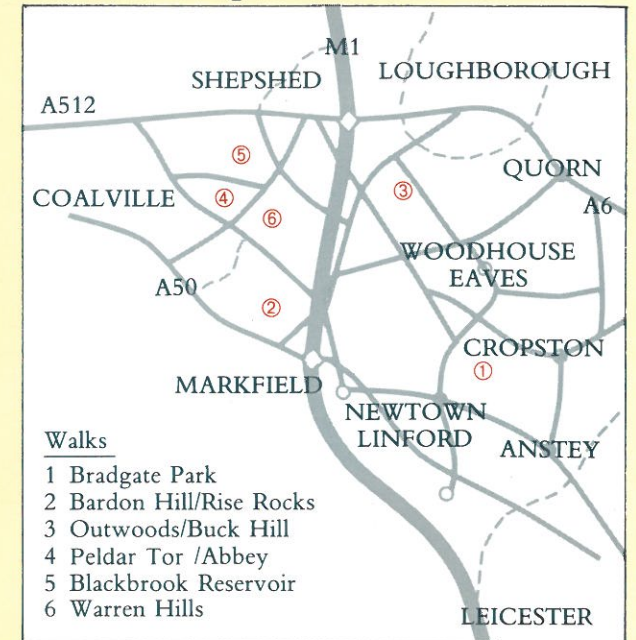 M1
SHEPSHED
LOUGHBOROUGH
A512
⑤
QUORN
COALVILLE
④
③
A6
⑥
WOODHOUSE
EAVES
A50
②
CROPSTON
①
MARKFIELD
NEWTOWN
LINFORD
ANSTEY
Walks
1 Bradgate Park
2 Bardon Hill/Rise Rocks
3 Outwoods/Buck Hill
4 Peldar Tor /Abbey
5 Blackbrook Reservoir
6 Warren Hills
LEICESTER